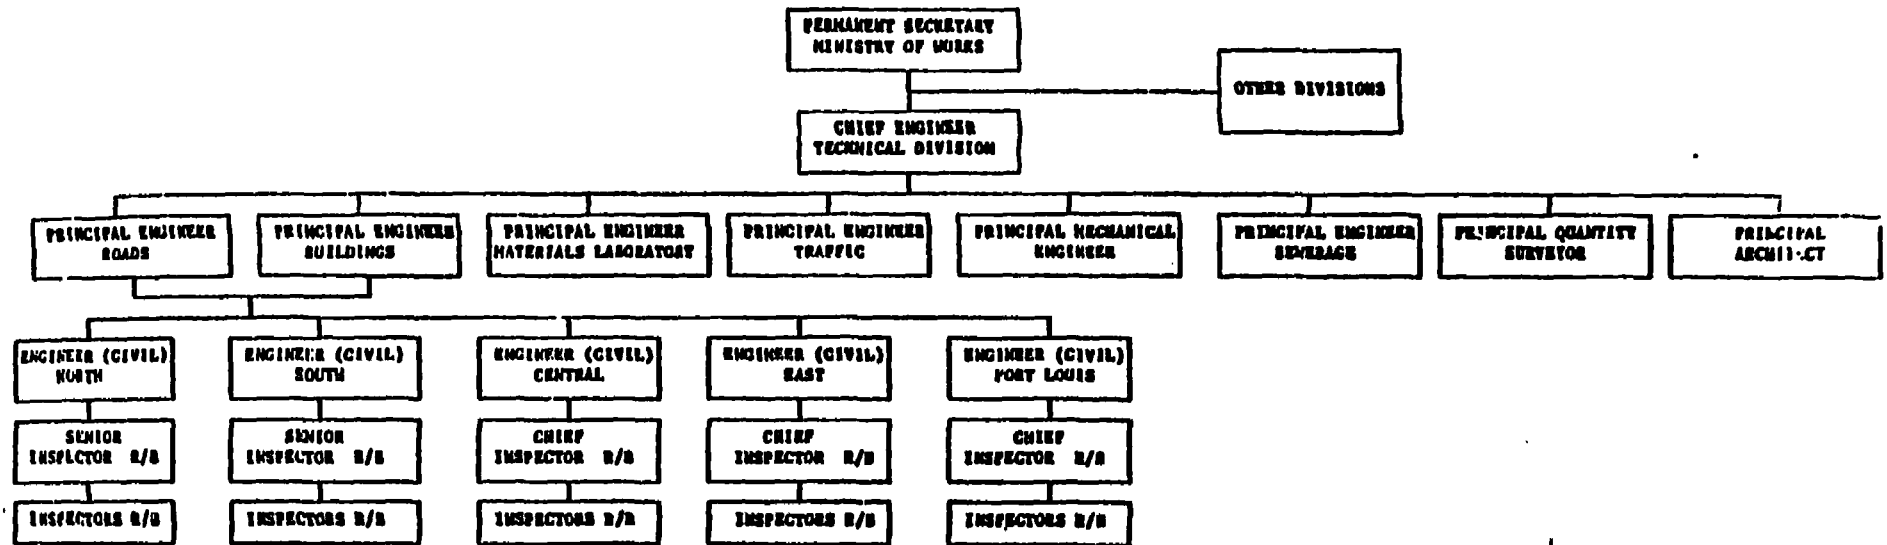 PERMANENT SECRETARY
MINISTRY OF WORKS
OTHER DIVISIONS
CHIEF ENGINEER
TECHNICAL DIVISION
PRINCIPAL ENGINEER
ROADS
PRINCIPAL ENGINEER
BUILDINGS
PRINCIPAL ENGINEER
MATERIALS LABORATORY
PRINCIPAL ENGINEER
TRAFFIC
PRINCIPAL MECHANICAL
ENGINEER
PRINCIPAL ENGINEER
SEWERAGE
PRINCIPAL QUANTITY
SURVEYOR
PRINCIPAL
ARCHITECT
ENGINEER (CIVIL)
NORTH
ENGINEER (CIVIL)
SOUTH
ENGINEER (CIVIL)
CENTRAL
ENGINEER (CIVIL)
EAST
ENGINEER (CIVIL)
PORT LOUIS
SENIOR
INSPECTOR R/B
SENIOR
INSPECTOR R/B
CHIEF
INSPECTOR R/B
CHIEF
INSPECTOR R/B
CHIEF
INSPECTOR R/B
INSPECTORS R/B
INSPECTORS R/B
INSPECTORS R/B
INSPECTORS R/B
INSPECTORS R/B